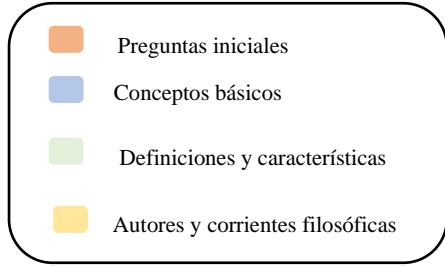 Preguntas iniciales
Conceptos básicos
Definiciones y características
Autores y corrientes filosóficas